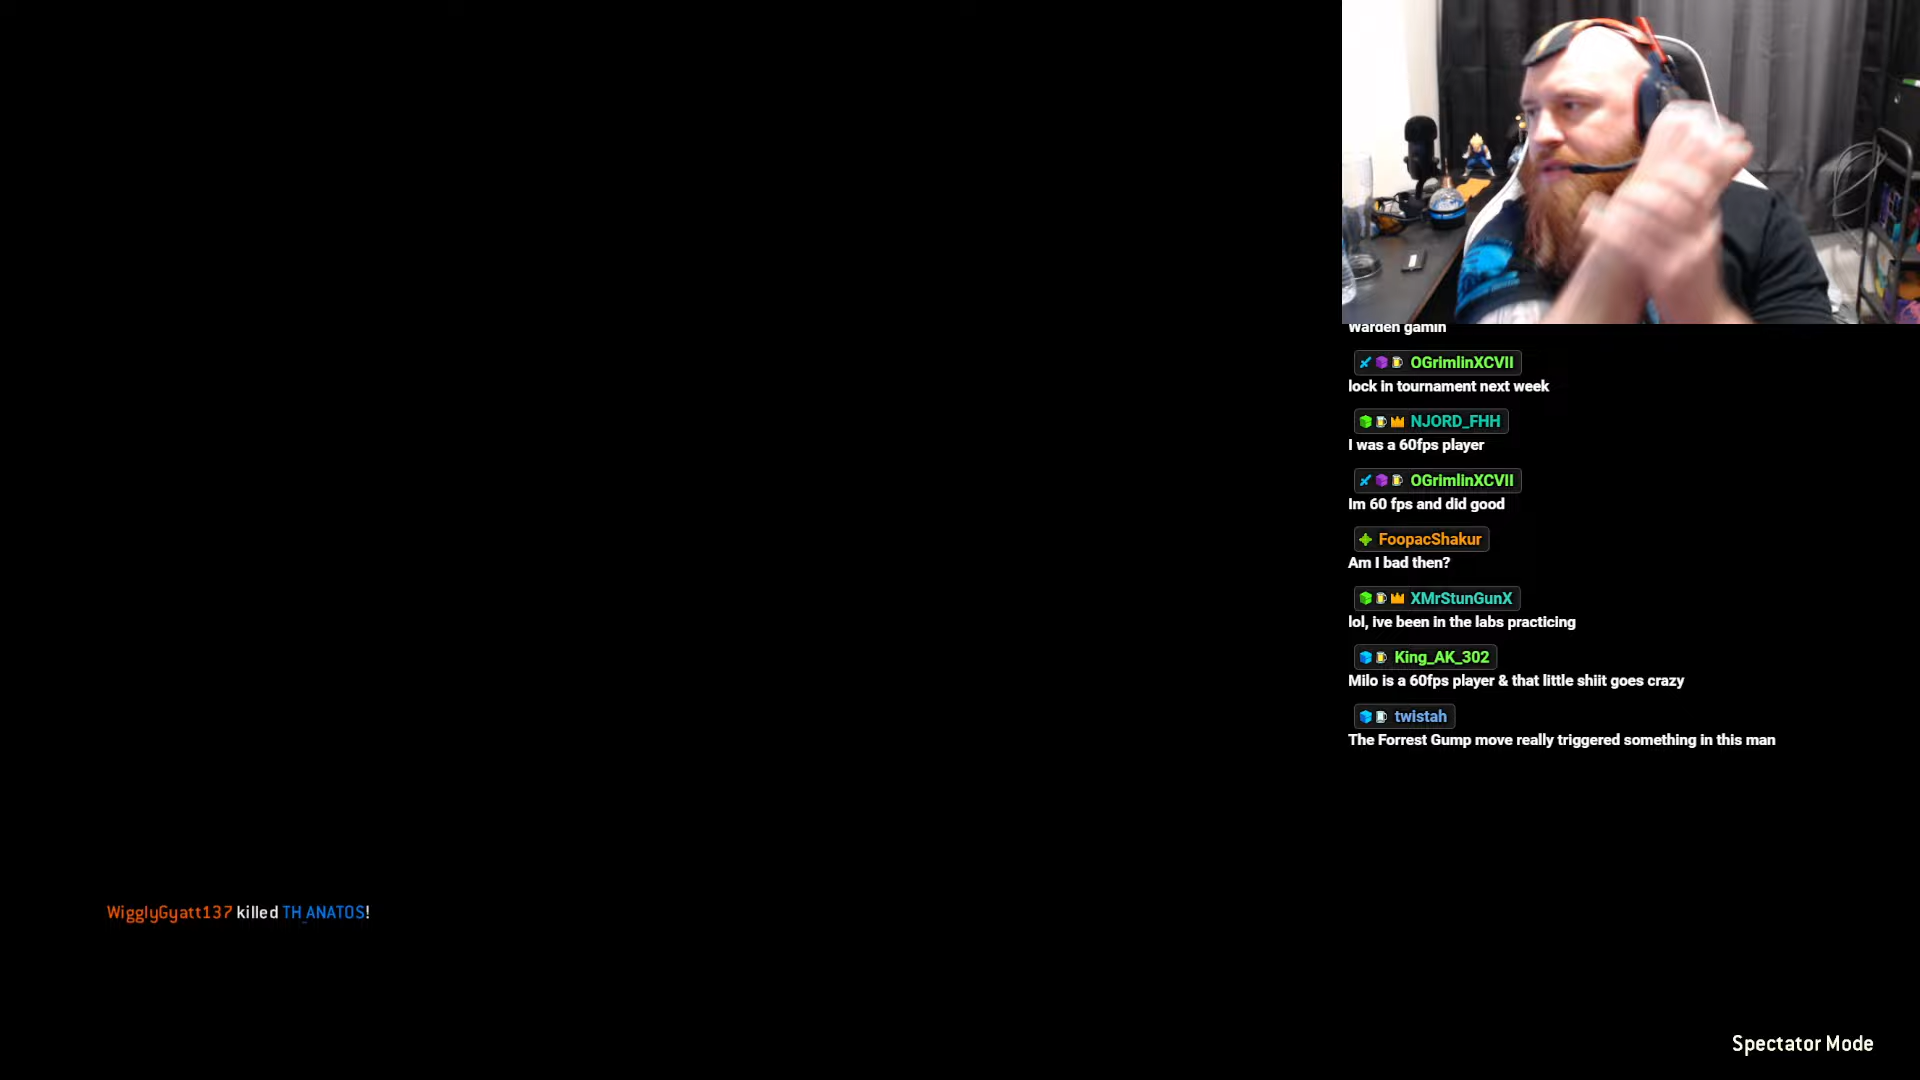 Warden gamin
OGrimlinXCVII
lock in tournament next week
NJORD_FHH
I was a 60fps player
OGrimlinXCVII
Im 60 fps and did good
FoopacShakur
Am I bad then?
XMrStunGunX
lol, ive been in the labs practicing
King_AK_302
Milo is a 60fps player & that little shiit goes crazy
twistah
The Forrest Gump move really triggered something in this man
WigglyGyatt137 killed TH_ANATOS!
Spectator Mode